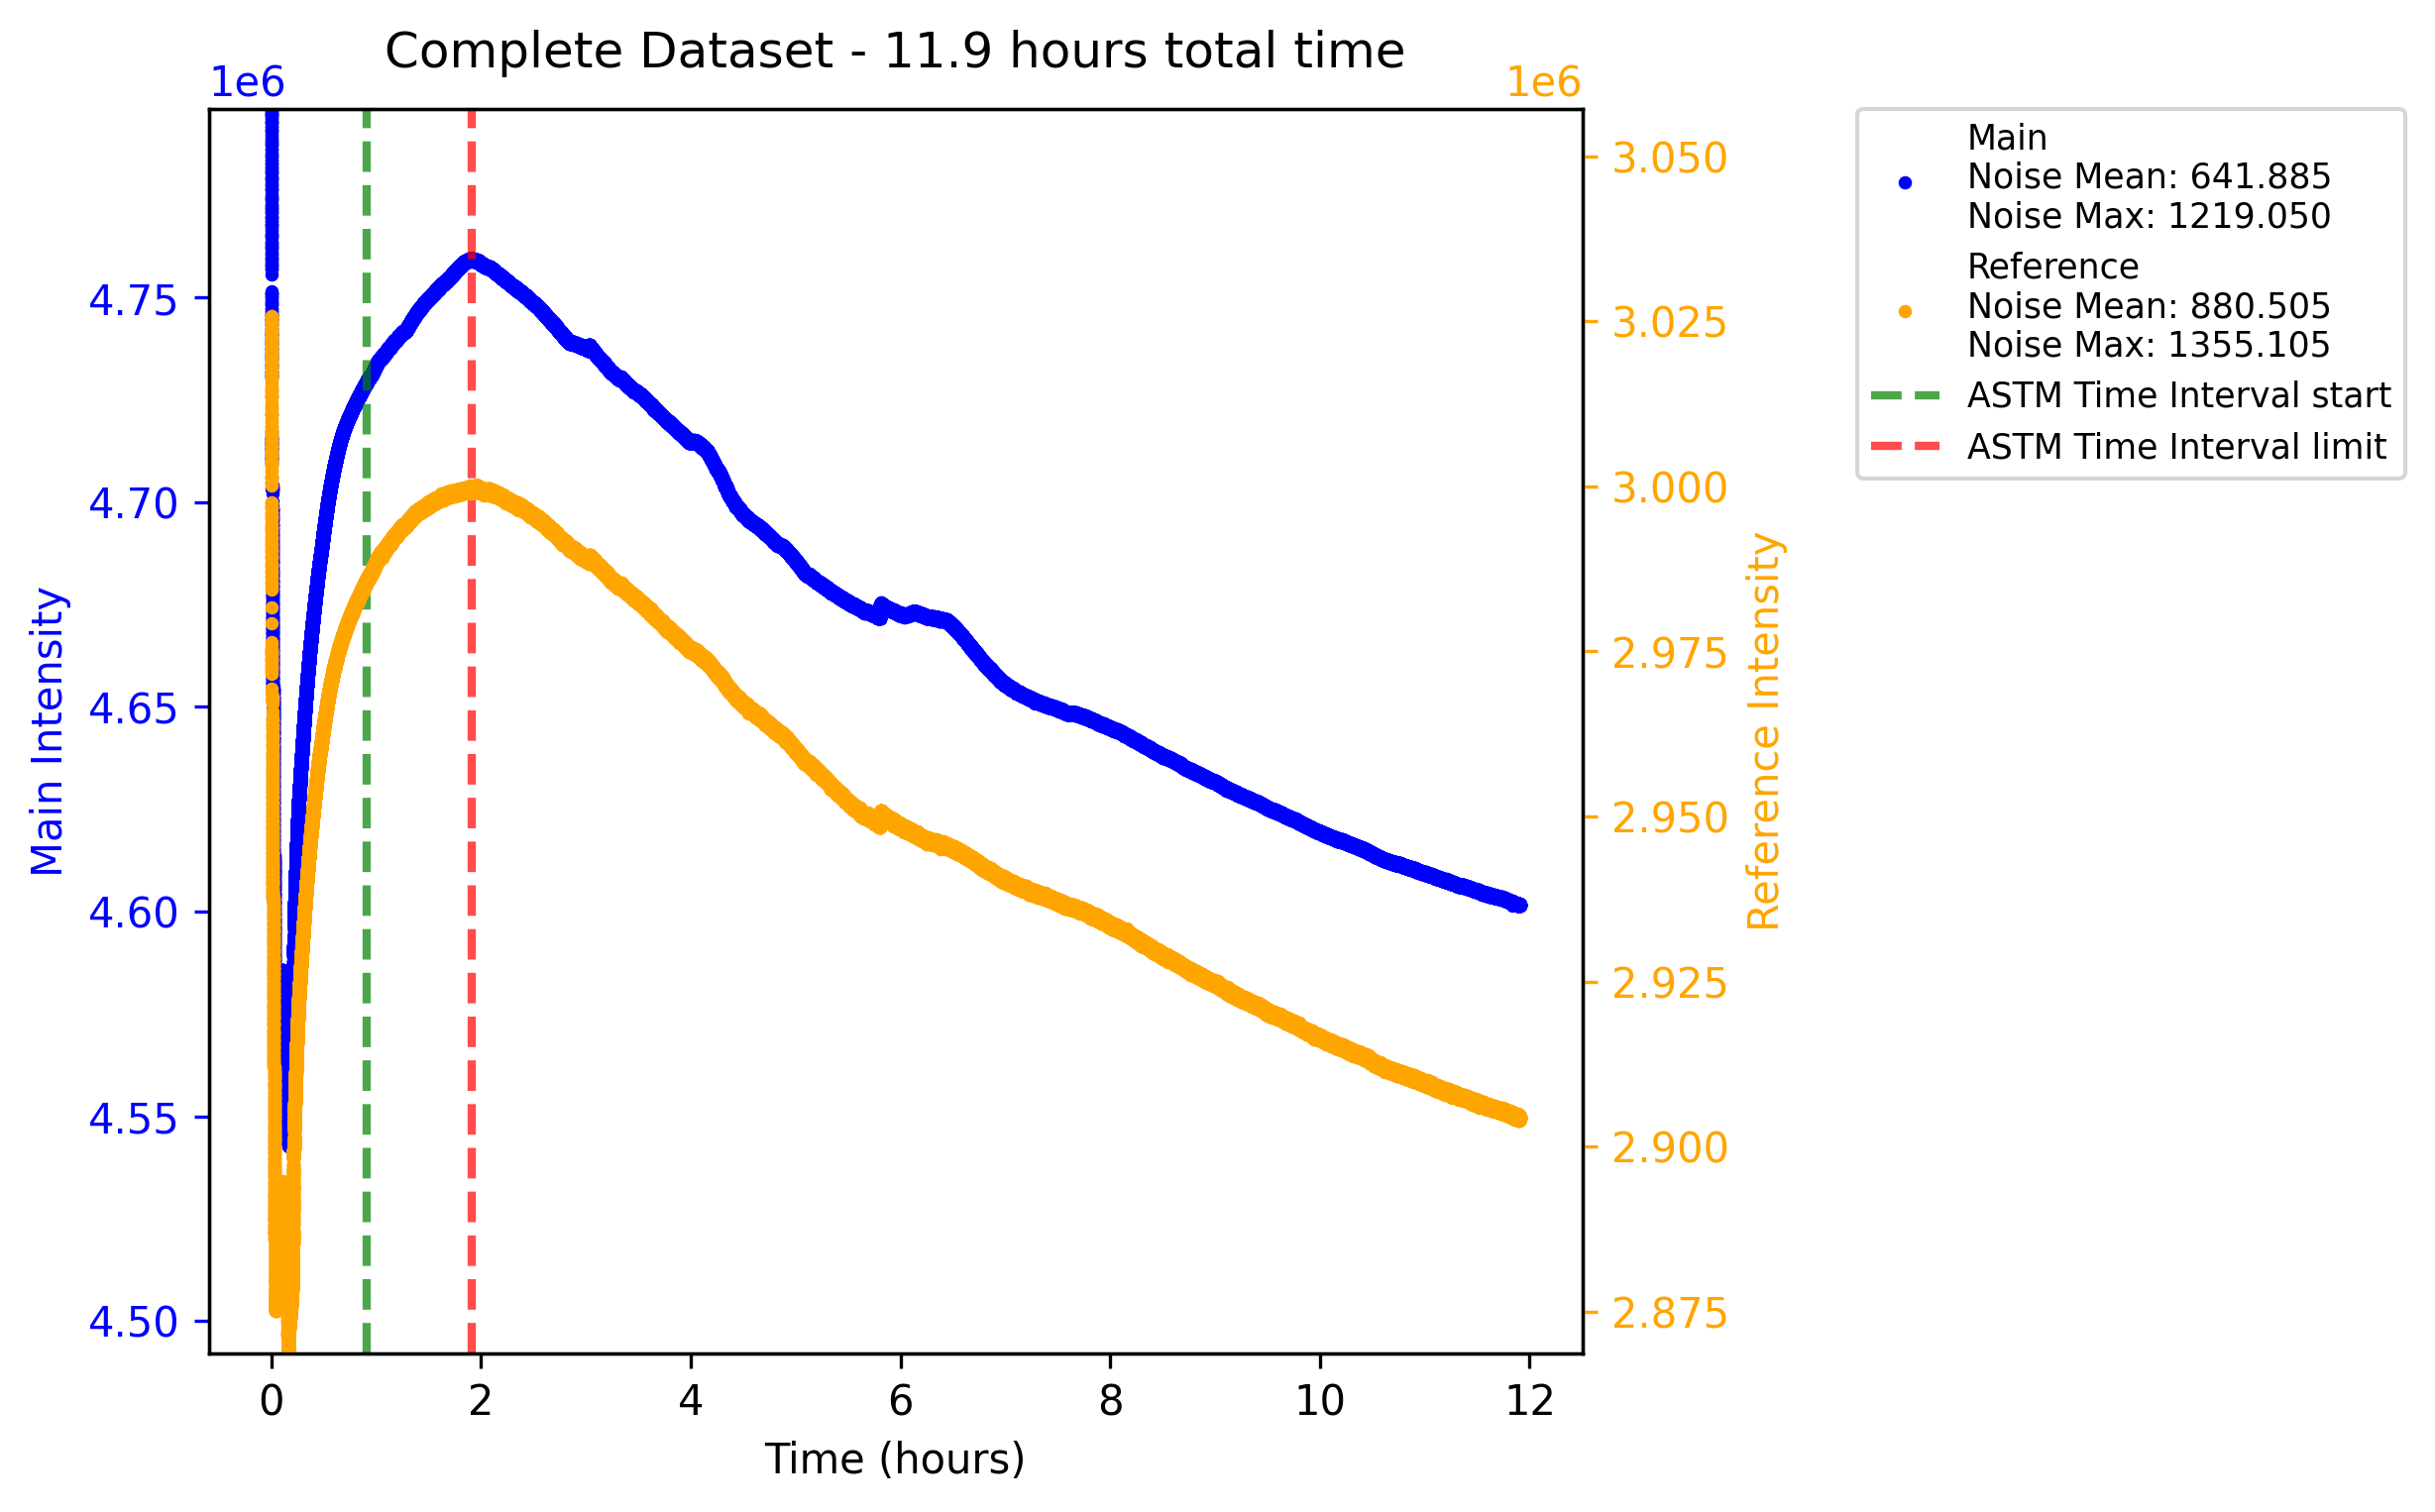 Complete Dataset - 11.9 hours total time
1e6
1e6
4.75
4.70
4.65
4.60
4.55
4.50
Main Intensity
3.050
3.025
3.000
2.975
2.950
2.925
2.900
2.875
Reference Intensity
0 2 4 6 8 10 12
Time (hours)
Main
Noise Mean: 641.885
Noise Max: 1219.050
Reference
Noise Mean: 880.505
Noise Max: 1355.105
ASTM Time Interval start
ASTM Time Interval limit